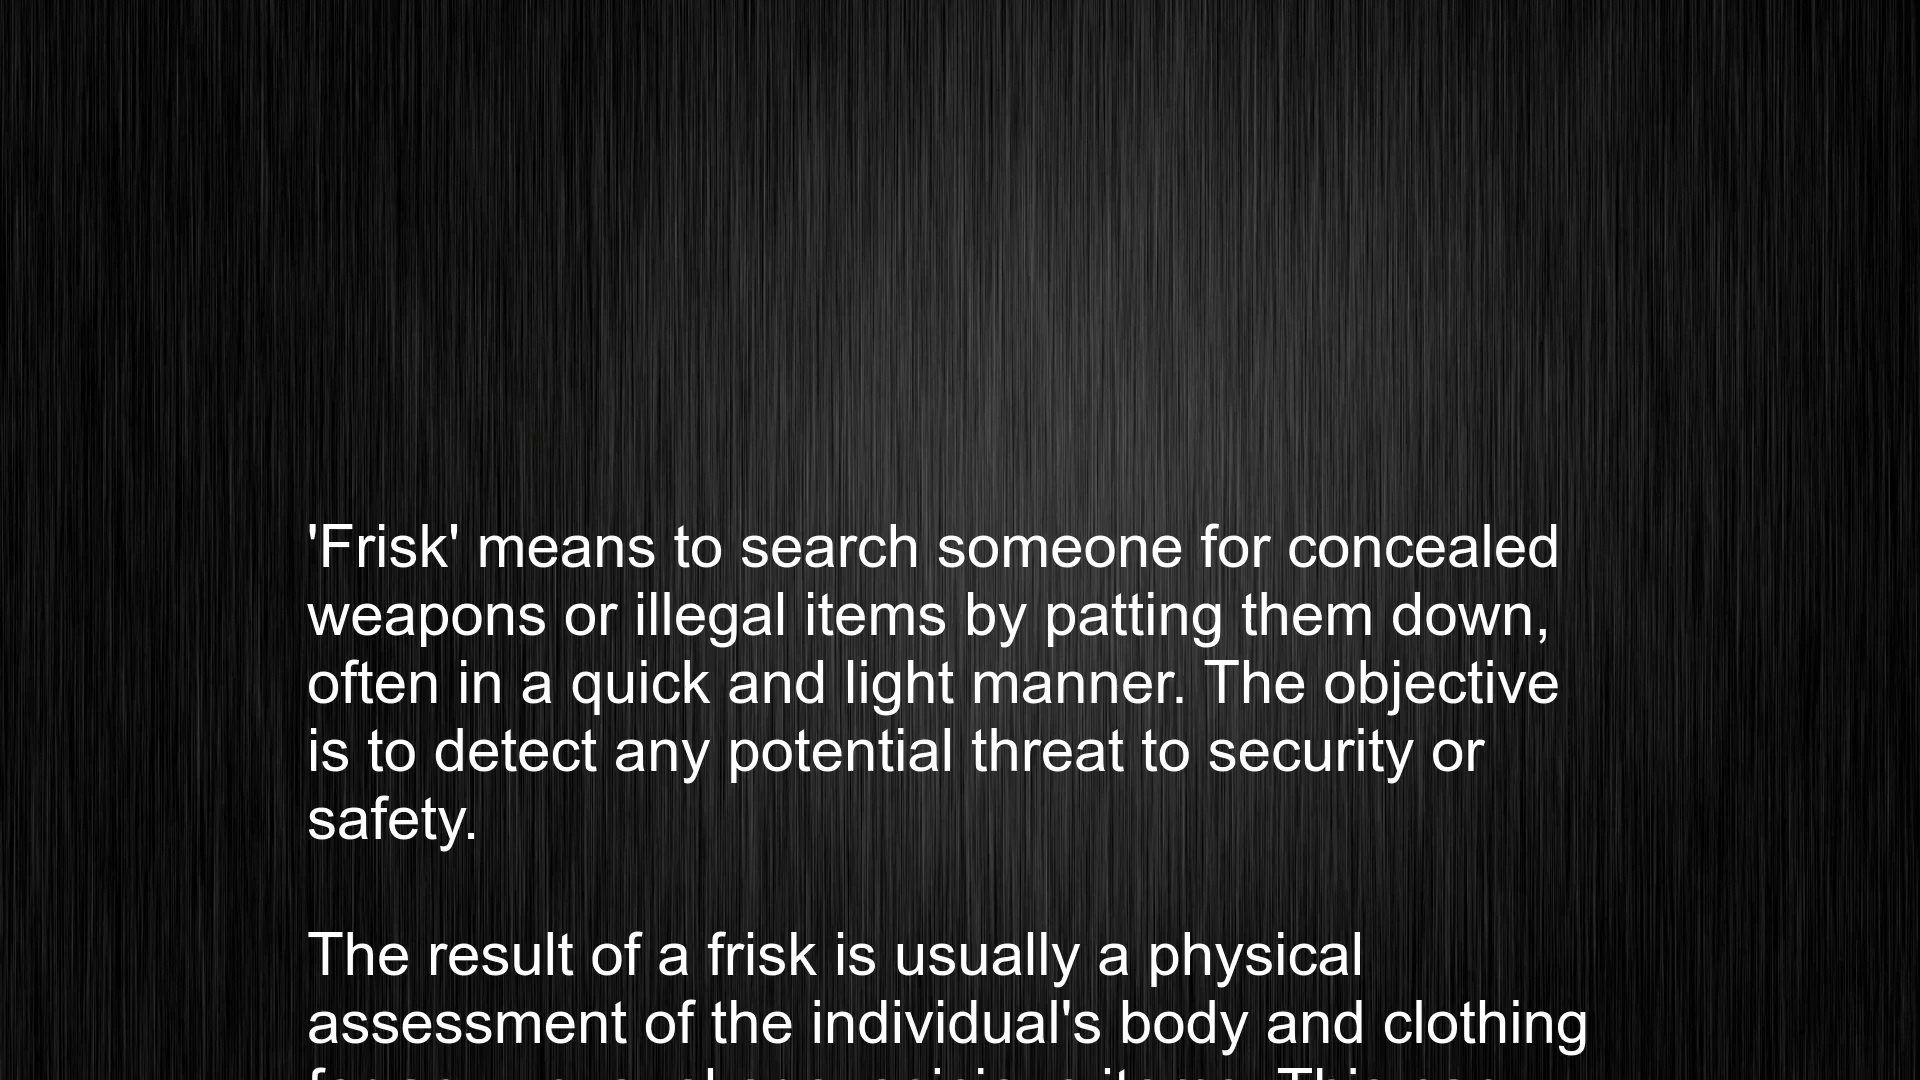 'Frisk' means to search someone for concealed
weapons or illegal items by patting them down,
often in a quick and light manner. The objective
is to detect any potential threat to security or
safety.
The result of a frisk is usually a physical
assessment of the individual's body and clothing